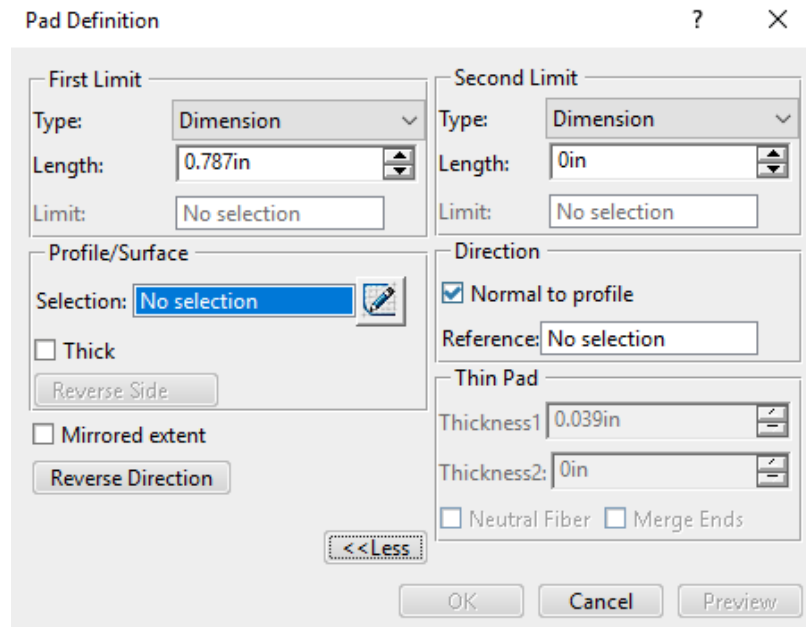 Pad Definition ? ×
First Limit
Type: Dimension
Length: 0.787in
Limit: No selection
Profile/Surface
Selection: No selection
Thick
Reverse Side
Mirrored extent
Reverse Direction
Second Limit
Type: Dimension
Length: 0in
Limit: No selection
Direction
Normal to profile
Reference: No selection
Thin Pad
Thickness1 0.039in
Thickness2: 0in
Neutral Fiber Merge Ends
<<Less
OK Cancel Preview